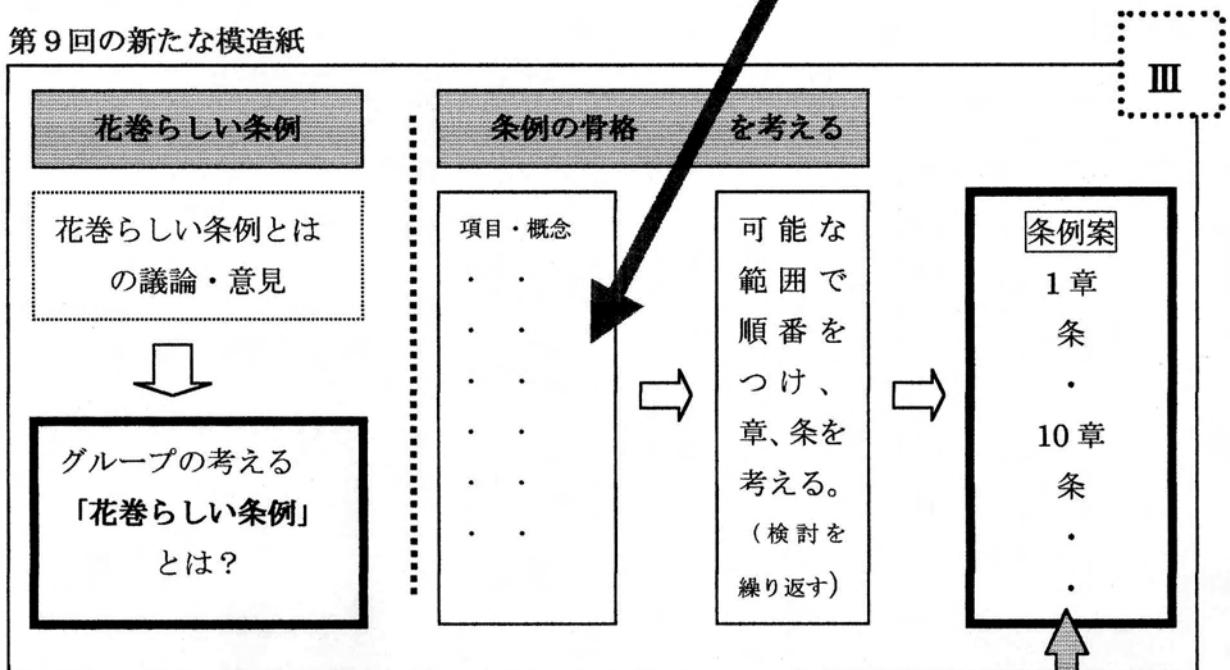 第9回の新たな模造紙
Ⅲ
花巻らしい条例
花巻らしい条例とは
の議論・意見
グループの考える
「花巻らしい条例」
とは？
条例の骨格　を考える
項目・概念
・　・
・　・
・　・
・　・
・　・
・　・
可能な
範囲で
順番を
つけ、
章、条を
考える。
（検討を
繰り返す）
条例案
1章
条
・
10章
条
・
・